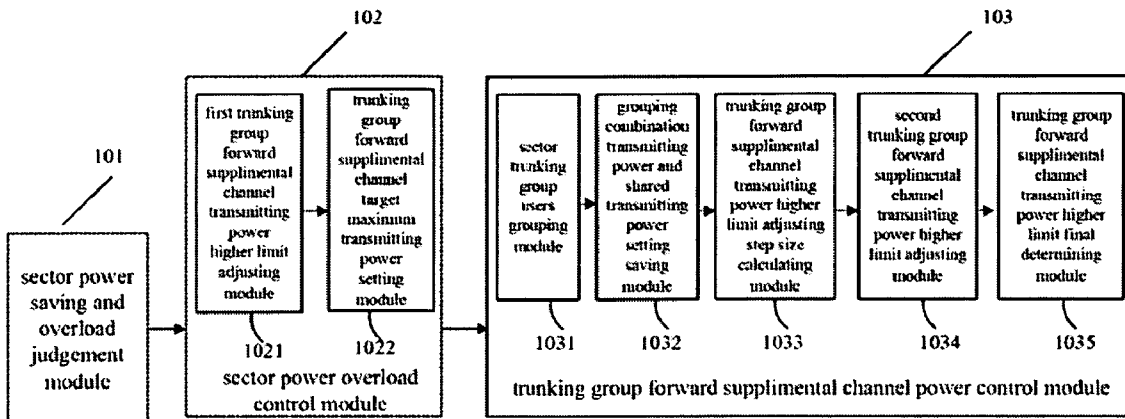 102
103
101
sector power
saving and
overload
judgement
module
first trunking
group
forward
supplimental
channel
transmitting
power
higher limit
adjusting
module
trunking
group
forward
supplimental
channel
target
maximum
transmitting
power
setting
module
1021
1022
sector power overload
control module
sector
trunking
group
users
grouping
module
grouping
combination
transmitting
power and
shared
transmitting
power
setting
saving
module
trunking group
forward
supplimental
channel
transmitting
power higher
limit adjusting
step size
calculating
module
second
trunking group
forward
supplimental
channel
transmitting
power higher
limit adjusting
module
trunking group
forward
supplimental
channel
transmitting
power higher
limit final
determining
module
1031
1032
1033
1034
1035
trunking group forward supplimental channel power control module